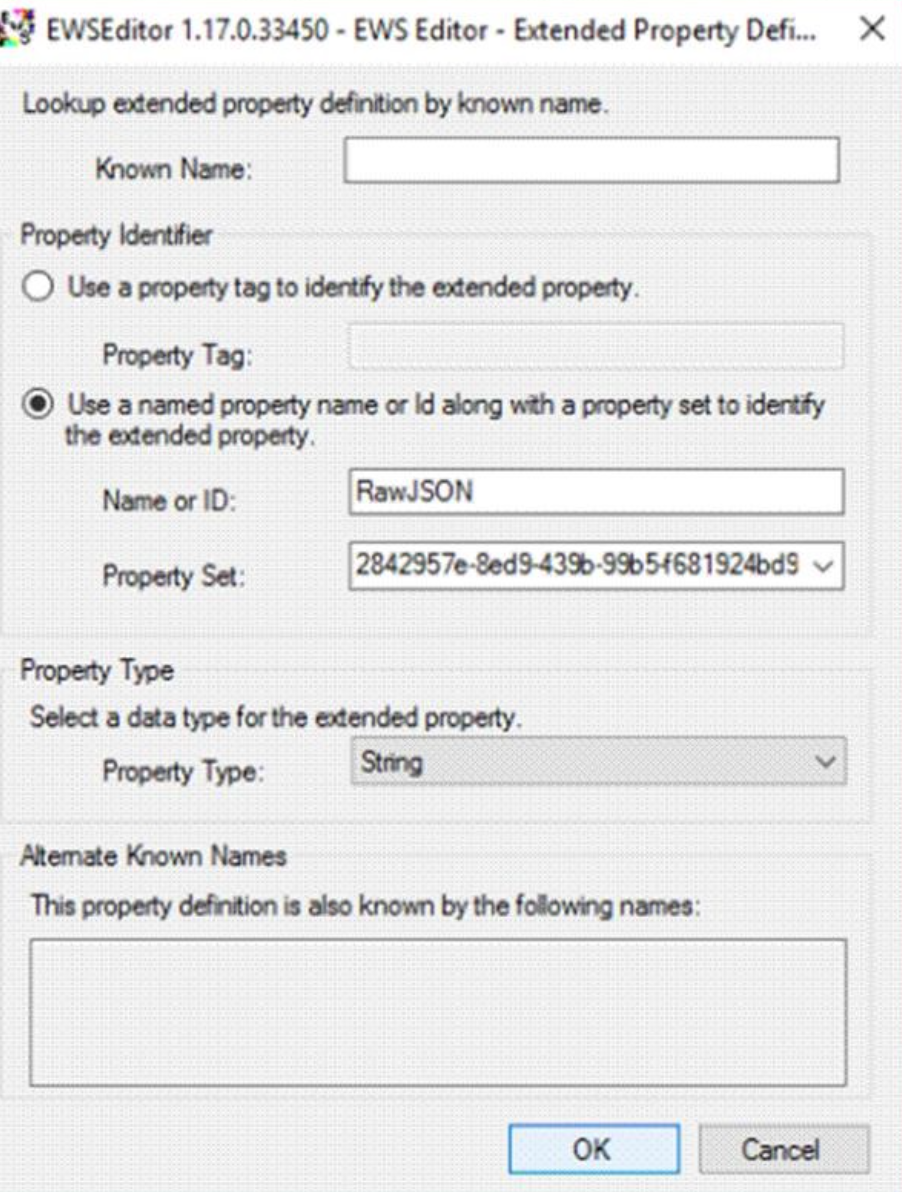 EWSEditor 1.17.0.33450 - EWS Editor - Extended Property Defi...
Lookup extended property definition by known name.
Known Name:
Property Identifier
Use a property tag to identify the extended property.
Property Tag:
Use a named property name or Id along with a property set to identify
the extended property.
Name or ID: RawJSON
Property Set: 2842957e-8ed9-439b-99b5-f681924bd9
Property Type
Select a data type for the extended property.
Property Type: String
Alternate Known Names
This property definition is also known by the following names:
OK Cancel